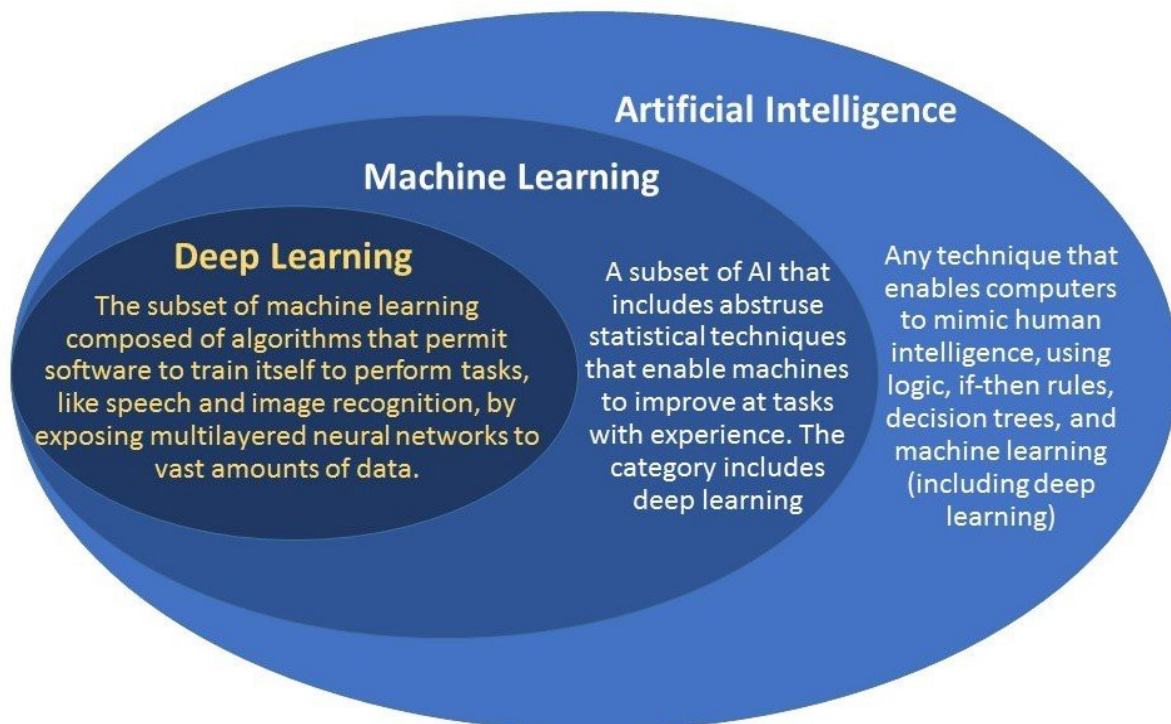 Artificial Intelligence
Machine Learning
Deep Learning
The subset of machine learning
composed of algorithms that permit
software to train itself to perform tasks,
like speech and image recognition, by
exposing multilayered neural networks to
vast amounts of data.
A subset of AI that
includes abstruse
statistical techniques
that enable machines
to improve at tasks
with experience. The
category includes
deep learning
Any technique that
enables computers
to mimic human
intelligence, using
logic, if-then rules,
decision trees, and
machine learning
(including deep
learning)